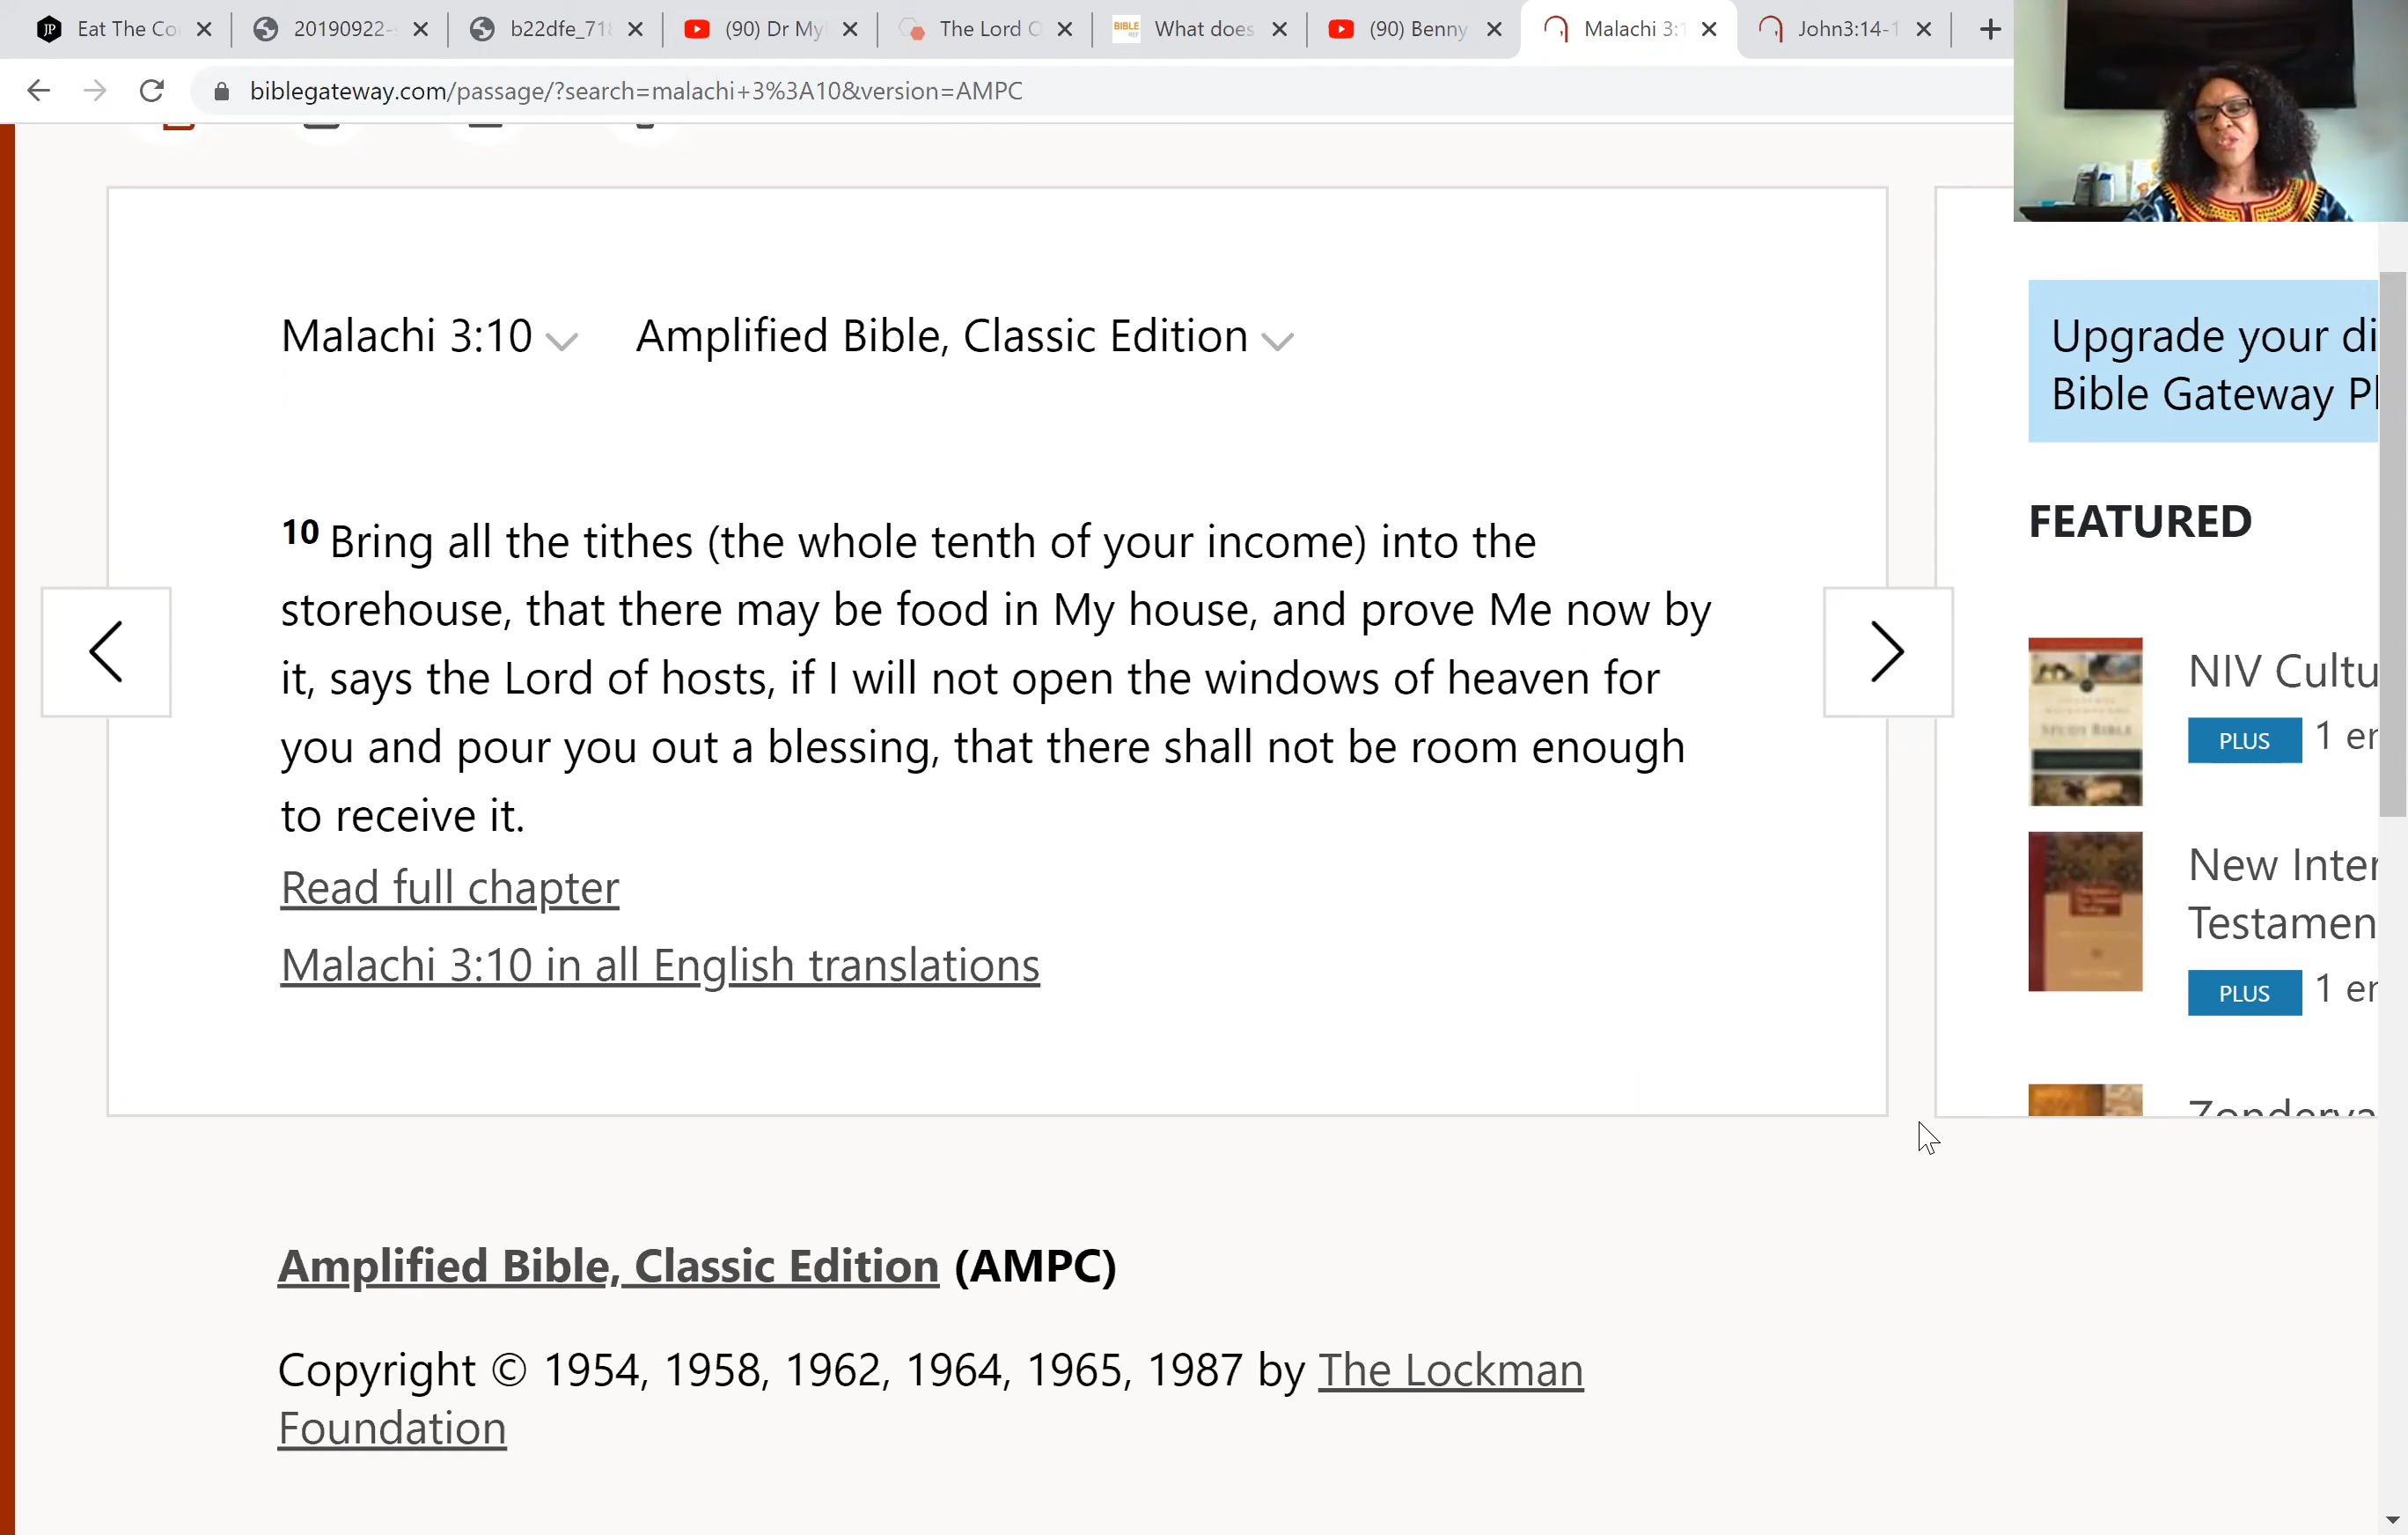 Eat The Co
20190922-
b22dfe_71
(90) Dr My
The Lord O
What does
(90) Benny
Malachi 3:1
John3:14-1
biblegateway.com/passage/?search=malachi+3%3A10&version=AMPC
Malachi 3:10 Amplified Bible, Classic Edition
10 Bring all the tithes (the whole tenth of your income) into the
storehouse, that there may be food in My house, and prove Me now by
it, says the Lord of hosts, if I will not open the windows of heaven for
you and pour you out a blessing, that there shall not be room enough
to receive it.
Read full chapter
Malachi 3:10 in all English translations
Amplified Bible, Classic Edition (AMPC)
Copyright © 1954, 1958, 1962, 1964, 1965, 1987 by The Lockman
Foundation
Upgrade your di
Bible Gateway Pl
FEATURED
NIV Cultu
PLUS 1 en
New Inter
Testamen
PLUS 1 en
Zonderva